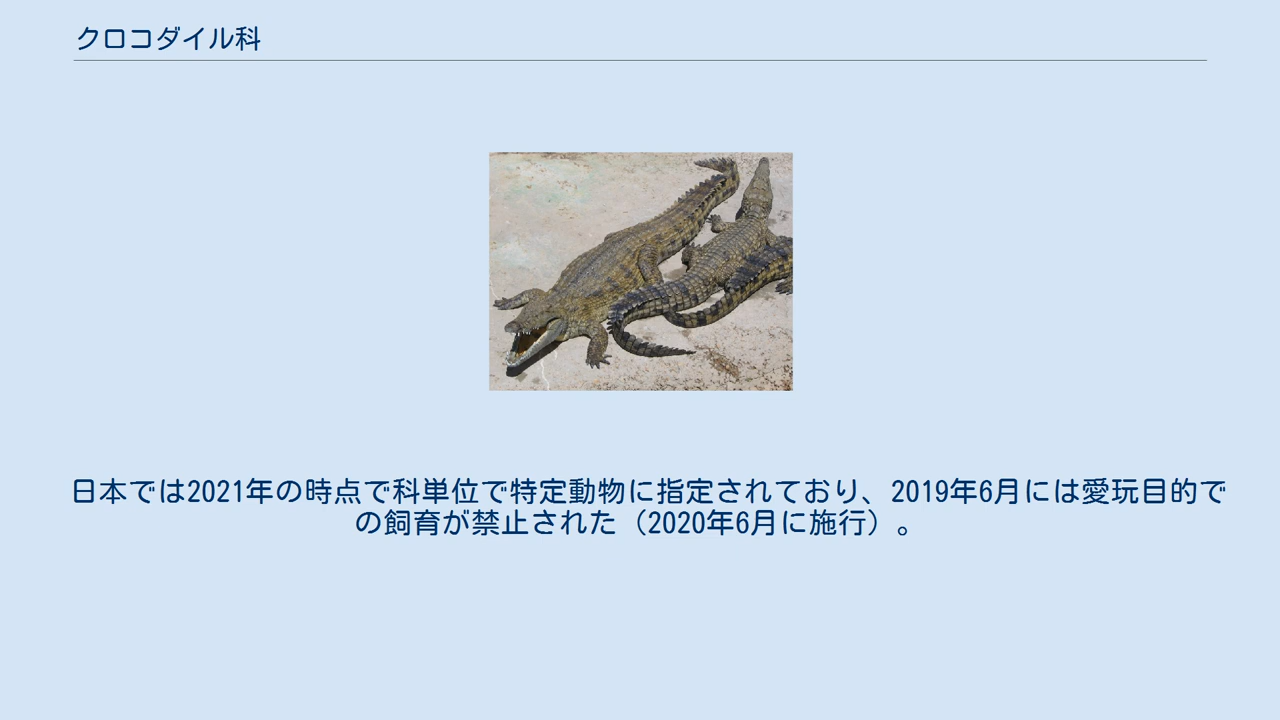 クロコダイル科
日本では2021年の時点で科単位で特定動物に指定されており、2019年6月には愛玩目的で
の飼育が禁止された（2020年6月に施行）。